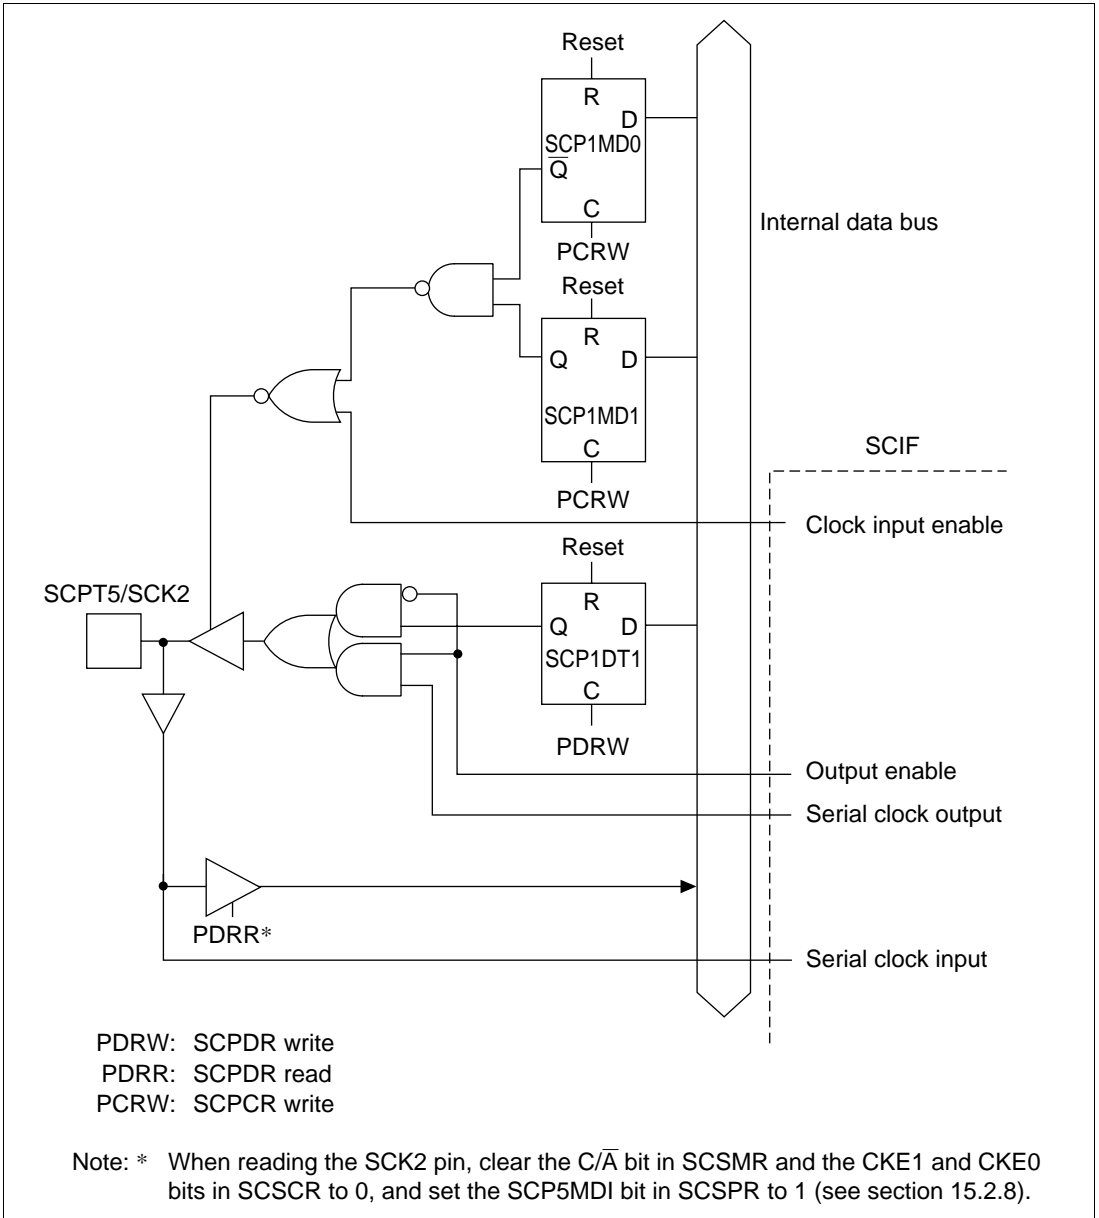 Reset
R
D
SCP1MD0
Q̅
C
PCRW
Internal data bus
Reset
R
Q D
SCP1MD1
C
PCRW
SCIF
Clock input enable
Reset
SCPT5/SCK2
R
Q D
SCP1DT1
C
PDRW
Output enable
Serial clock output
PDRR*
Serial clock input
PDRW: SCPDR write
PDRR: SCPDR read
PCRW: SCPCR write
Note: * When reading the SCK2 pin, clear the C/A̅ bit in SCSMR and the CKE1 and CKE0
bits in SCSCR to 0, and set the SCP5MDI bit in SCSPR to 1 (see section 15.2.8).